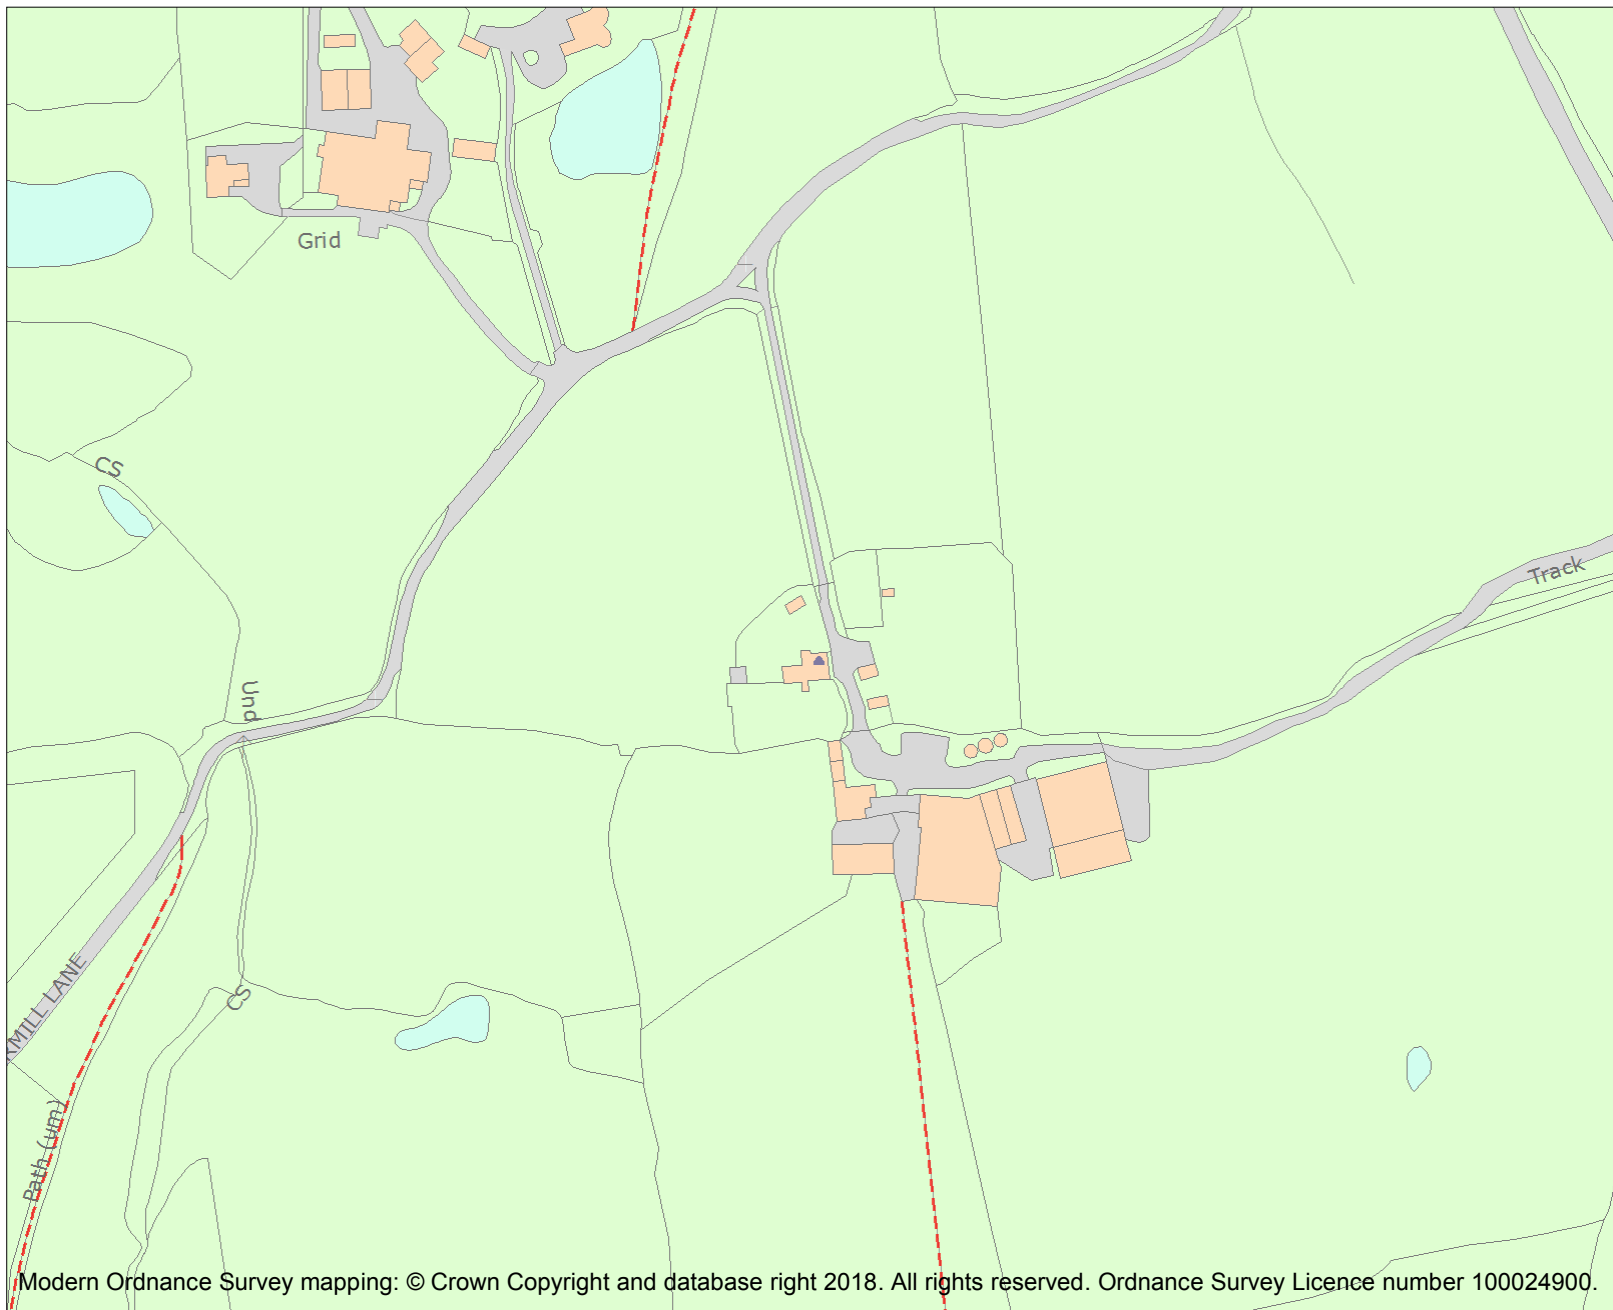 Grid
CS
Track
Und
RMILL LANE
CS
Path (um)
Modern Ordnance Survey mapping: © Crown Copyright and database right 2018. All rights reserved. Ordnance Survey Licence number 100024900.